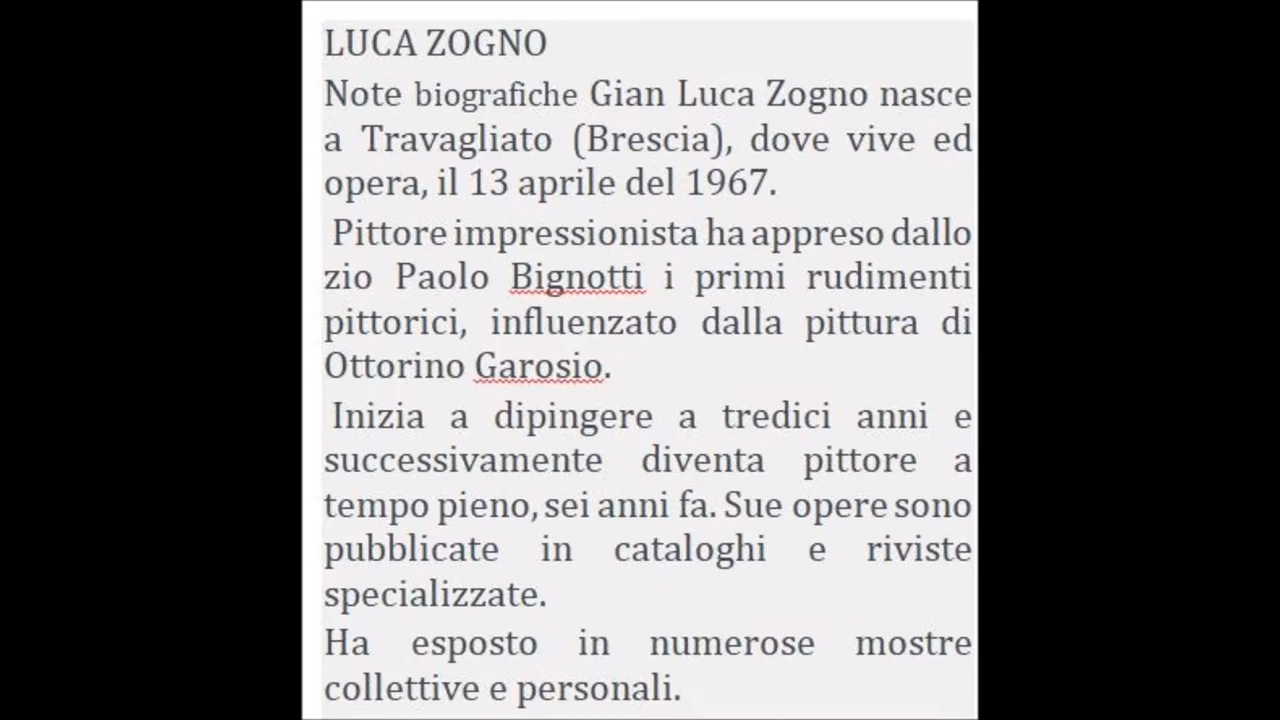 LUCA ZOGNO
Note biografiche Gian Luca Zogno nasce
a Travagliato (Brescia), dove vive ed
opera, il 13 aprile del 1967.
Pittore impressionista ha appreso dallo
zio Paolo Bignotti i primi rudimenti
pittorici, influenzato dalla pittura di
Ottorino Garosio.
Inizia a dipingere a tredici anni e
successivamente diventa pittore a
tempo pieno, sei anni fa. Sue opere sono
pubblicate in cataloghi e riviste
specializzate.
Ha esposto in numerose mostre
collettive e personali.